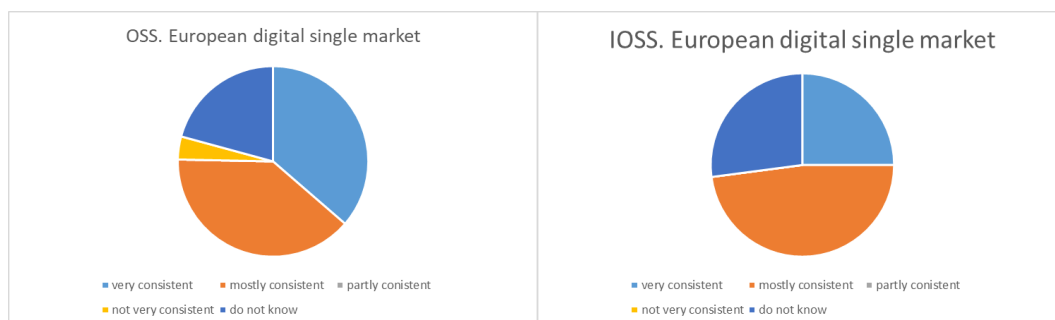 OSS. European digital single market
very consistent mostly consistent partly conistent
not very consistent do not know
IOSS. European digital single market
very consistent mostly consistent partly conistent
not very consistent do not know